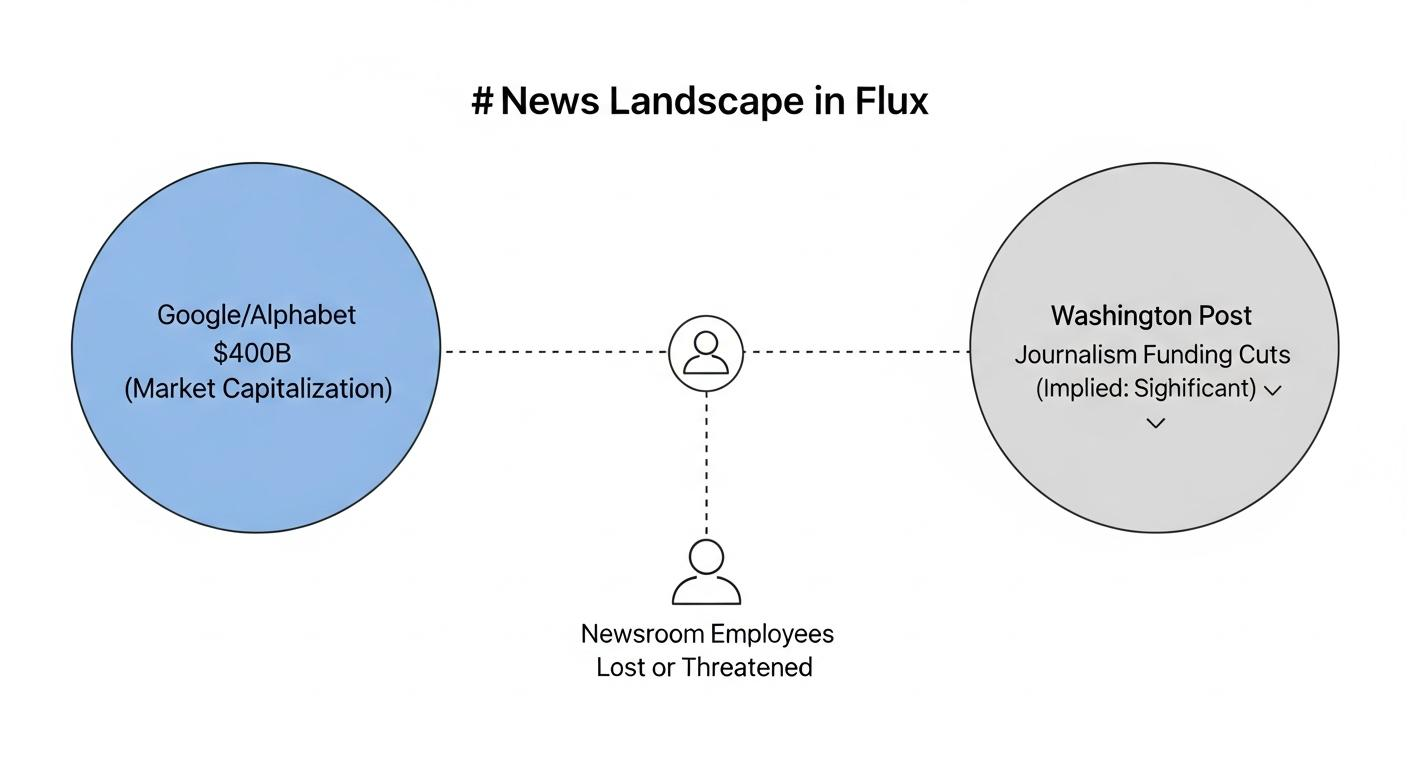 # News Landscape in Flux
Google/Alphabet
$400B
(Market Capitalization)
Washington Post
Journalism Funding Cuts
(Implied: Sigificant)
Newsroom Employees
Lost or Threatened